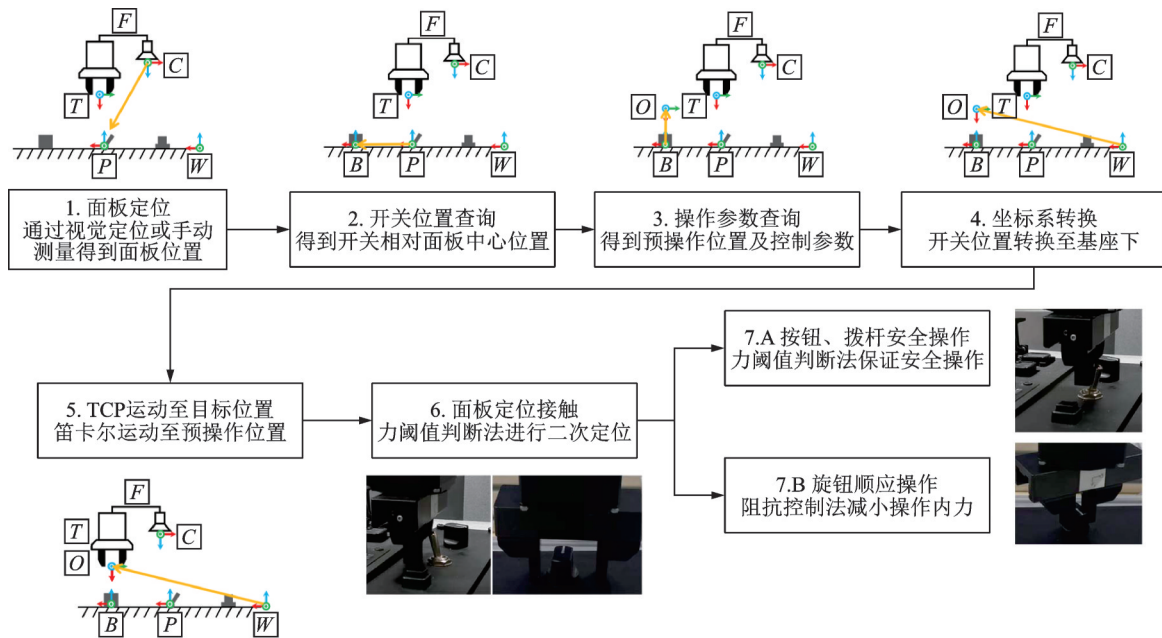 F
C
T
P
W
F
C
T
B
P
W
F
C
O
T
B
P
W
F
C
O
T
B
P
W
1. 面板定位
通过视觉定位或手动
测量得到面板位置
2. 开关位置查询
得到开关相对面板中心位置
3. 操作参数查询
得到预操作位置及控制参数
4. 坐标系转换
开关位置转换至基座下
5. TCP运动至目标位置
笛卡尔运动至预操作位置
6. 面板定位接触
力阈值判断法进行二次定位
7.A 按钮、拨杆安全操作
力阈值判断法保证安全操作
7.B 旋钮顺应操作
阻抗控制法减小操作内力
F
T
C
O
B
P
W